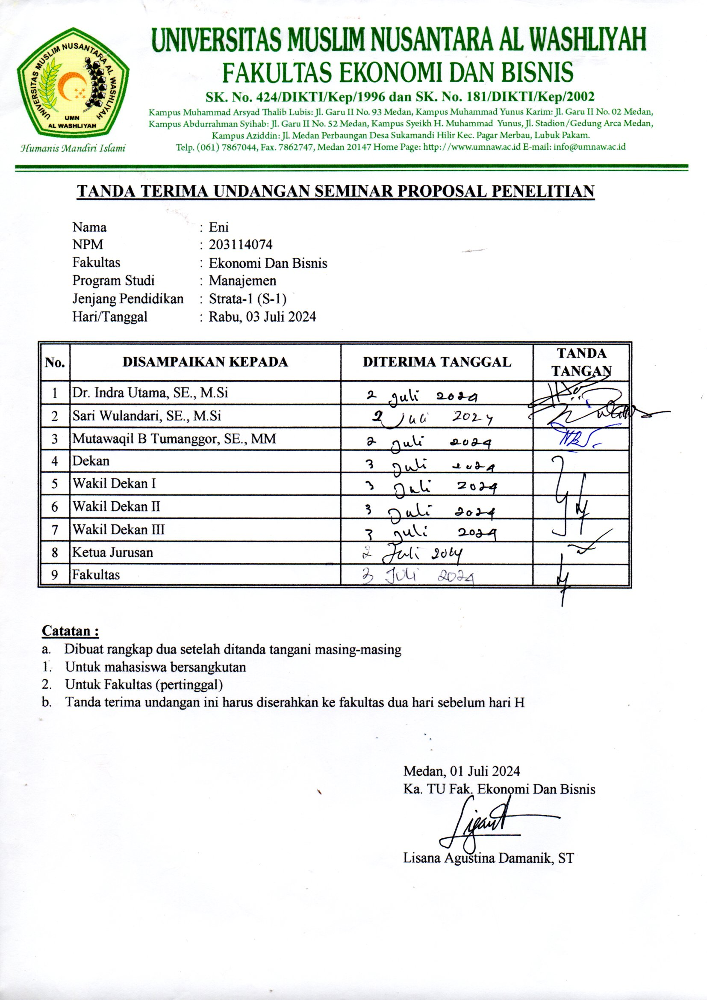 UNIVERSITAS MUSLIM NUSANTARA AL WASHLIYAH
UMN
AL WASHLIYAH
Humanis Mandiri Islami
UNIVERSITAS MUSLIM NUSANTARA AL WASHLIYAH
FAKULTAS EKONOMI DAN BISNIS
SK. No. 424/DIKTI/Kep/1996 dan SK. No. 181/DIKTI/Kep/2002
Kampus Muhammad Arsyad Thalib Lubis: Jl. Garu II No. 93 Medan, Kampus Muhammad Yunus Karim: Jl. Garu II No. 02 Medan,
Kampus Abdurrahman Syihab: Jl. Garu II No. 52 Medan, Kampus Syeikh H. Muhammad Yunus, Jl. Stadion/Gedung Arca Medan,
Kampus Aziddin: Jl. Medan Perbaungan Desa Sukamandi Hilir Kec. Pagar Merbau, Lubuk Pakam.
Telp. (061) 7867044, Fax. 7862747, Medan 20147 Home Page: http://www.umnaw.ac.id E-mail: info@umnaw.ac.id
TANDA TERIMA UNDANGAN SEMINAR PROPOSAL PENELITIAN
Nama : Eni
NPM : 203114074
Fakultas : Ekonomi Dan Bisnis
Program Studi : Manajemen
Jenjang Pendidikan : Strata-1 (S-1)
Hari/Tanggal : Rabu, 03 Juli 2024
No. DISAMPAIKAN KEPADA DITERIMA TANGGAL TANDA TANGAN
1 Dr. Indra Utama, SE., M.Si 2 Juli 2024
2 Sari Wulandari, SE., M.Si 2 Juli 2024
3 Mutawaqil B Tumanggor, SE., MM 2 Juli 2024
4 Dekan 3 Juli 2024
5 Wakil Dekan I 3 Juli 2024
6 Wakil Dekan II 3 Juli 2024
7 Wakil Dekan III 3 Juli 2024
8 Ketua Jurusan 2 Juli 2024
9 Fakultas 3 Juli 2024
Catatan :
a. Dibuat rangkap dua setelah ditanda tangani masing-masing
1. Untuk mahasiswa bersangkutan
2. Untuk Fakultas (pertinggal)
b. Tanda terima undangan ini harus diserahkan ke fakultas dua hari sebelum hari H
Medan, 01 Juli 2024
Ka. TU Fak. Ekonomi Dan Bisnis
Lisana Agustina Damanik, ST